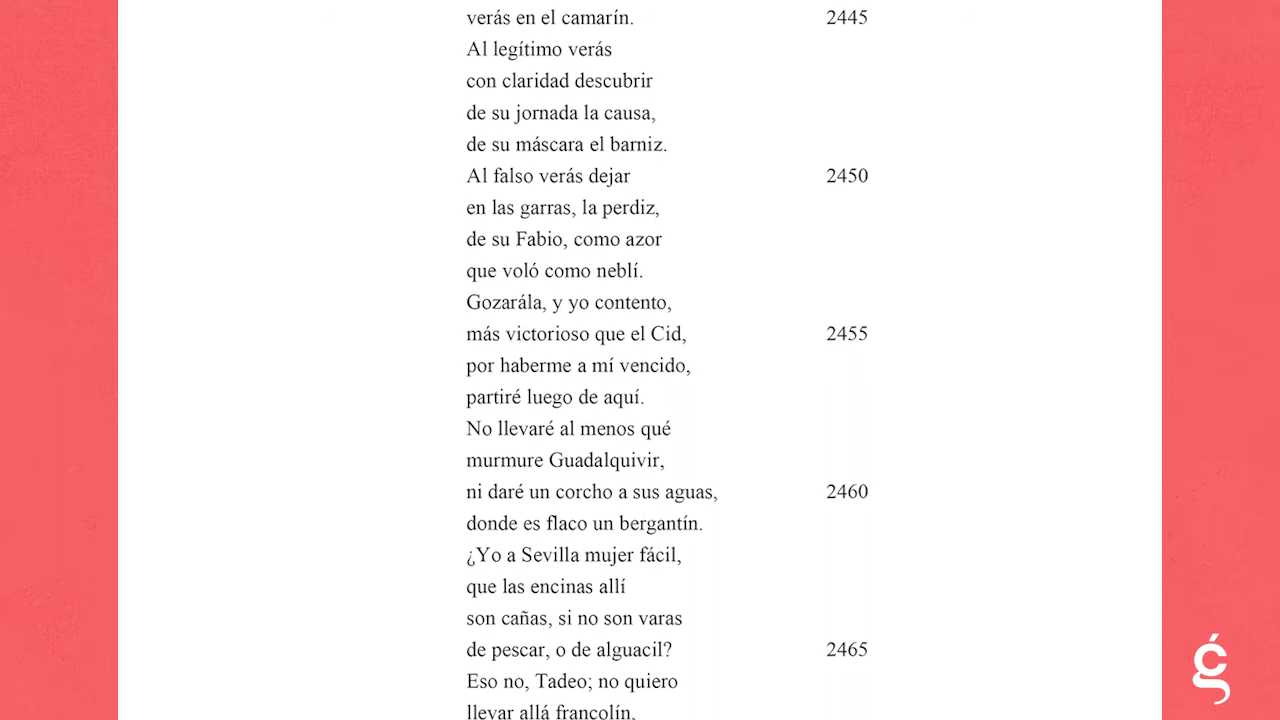 verás en el camarín. 2445
Al legítimo verás
con claridad descubrir
de su jornada la causa,
de su máscara el barniz.
Al falso verás dejar 2450
en las garras, la perdiz,
de su Fabio, como azor
que voló como neblí.
Gozarála, y yo contento,
más victorioso que el Cid, 2455
por haberme a mí vencido,
partiré luego de aquí.
No llevaré al menos qué
murmure Guadalquivir,
ni daré un corcho a sus aguas, 2460
donde es flaco un bergantín.
¿Yo a Sevilla mujer fácil,
que las encinas allí
son cañas, si no son varas
de pescar, o de alguacil? 2465
Eso no, Tadeo; no quiero
llevar allá francolín,